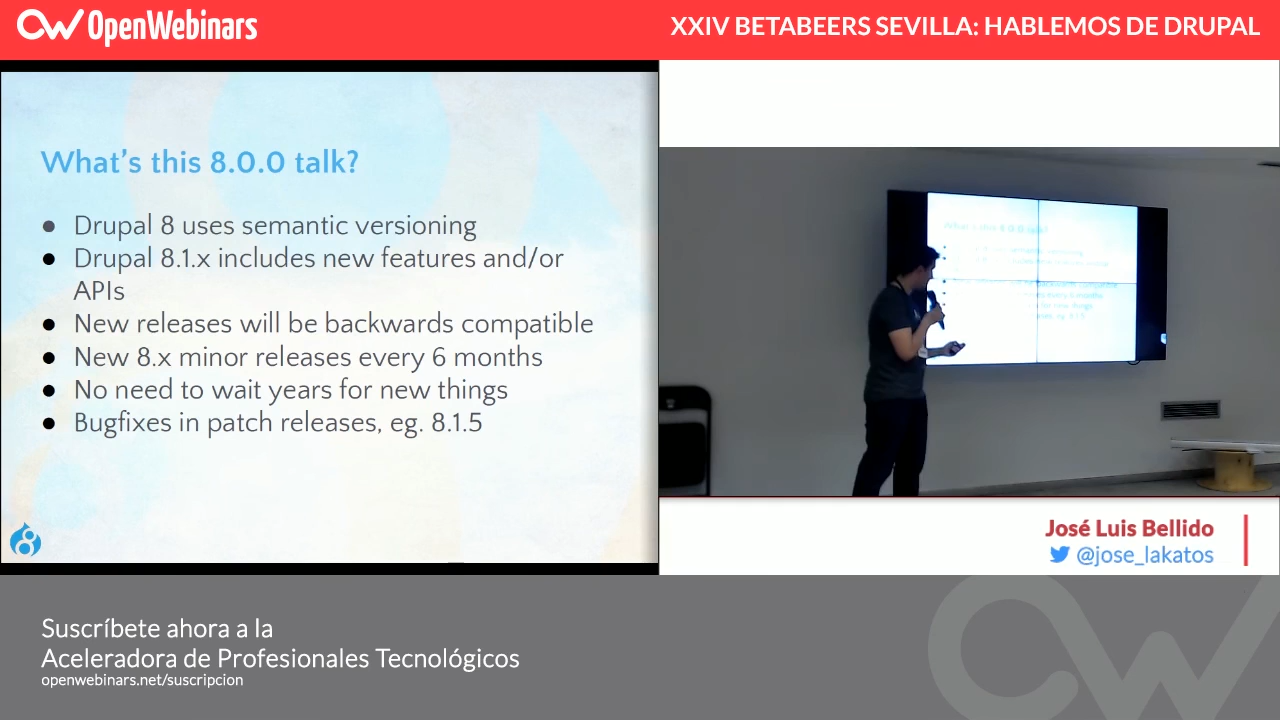 OpenWebinars
XXIV BETABEERS SEVILLA: HABLEMOS DE DRUPAL
What's this 8.0.0 talk?
● Drupal 8 uses semantic versioning
● Drupal 8.1.x includes new features and/or
APIs
● New releases will be backwards compatible
● New 8.x minor releases every 6 months
● No need to wait years for new things
● Bugfixes in patch releases, eg. 8.1.5
José Luis Bellido
@jose_lakatos
Suscríbete ahora a la
Aceleradora de Profesionales Tecnológicos
openwebinars.net/suscripcion